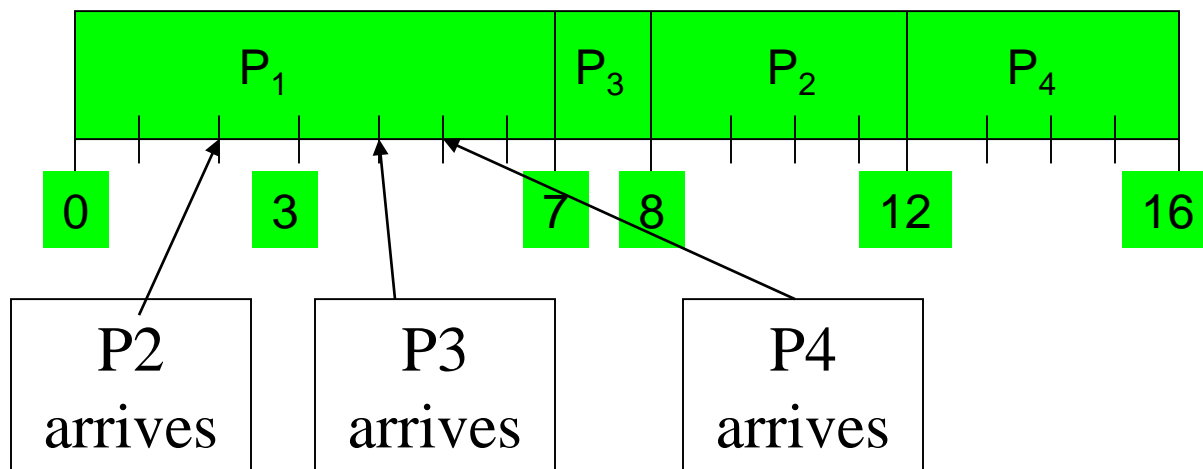 P₁ P₃ P₂ P₄
0 3 7 8 12 16
P2 P3 P4
arrives arrives arrives